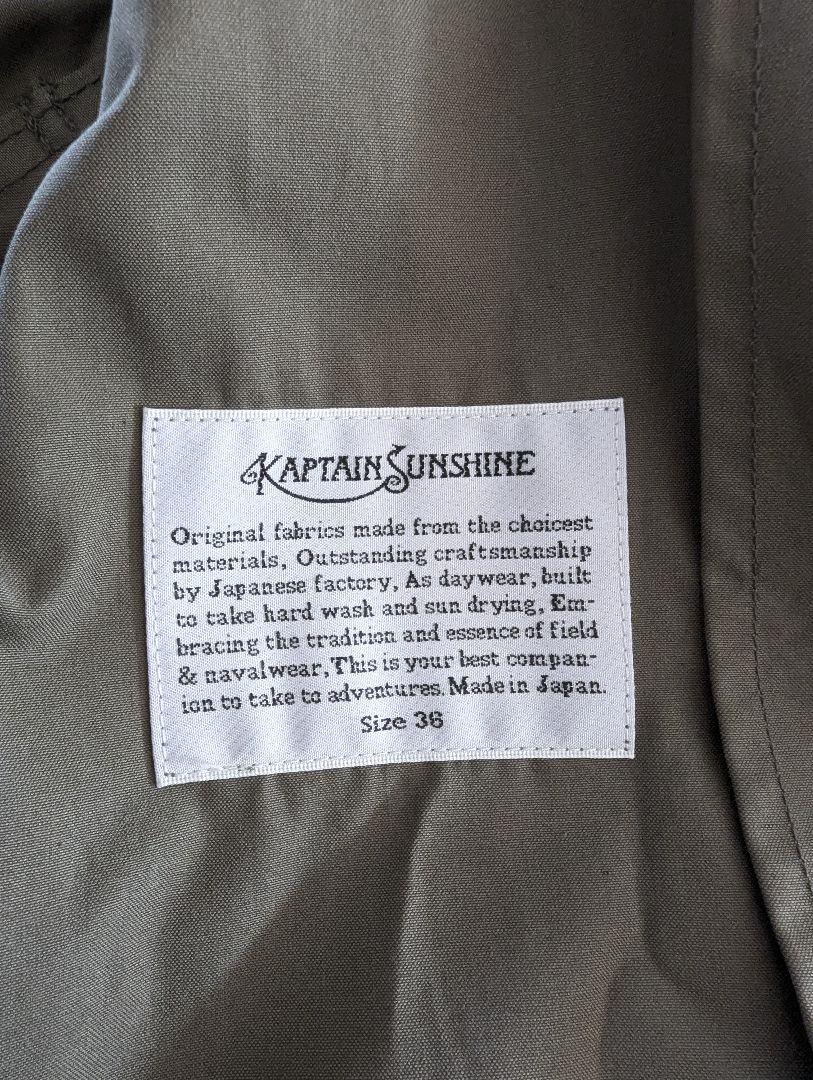 KAPTAIN SUNSHINE
Original fabrics made from the choicest
materials, Outstanding craftsmanship
by Japanese factory, As daywear, built
to take hard wash and sun drying, Em-
bracing the tradition and essence of field
& navalwear, This is your best compan-
ion to take to adventures. Made in Japan.
Size 36